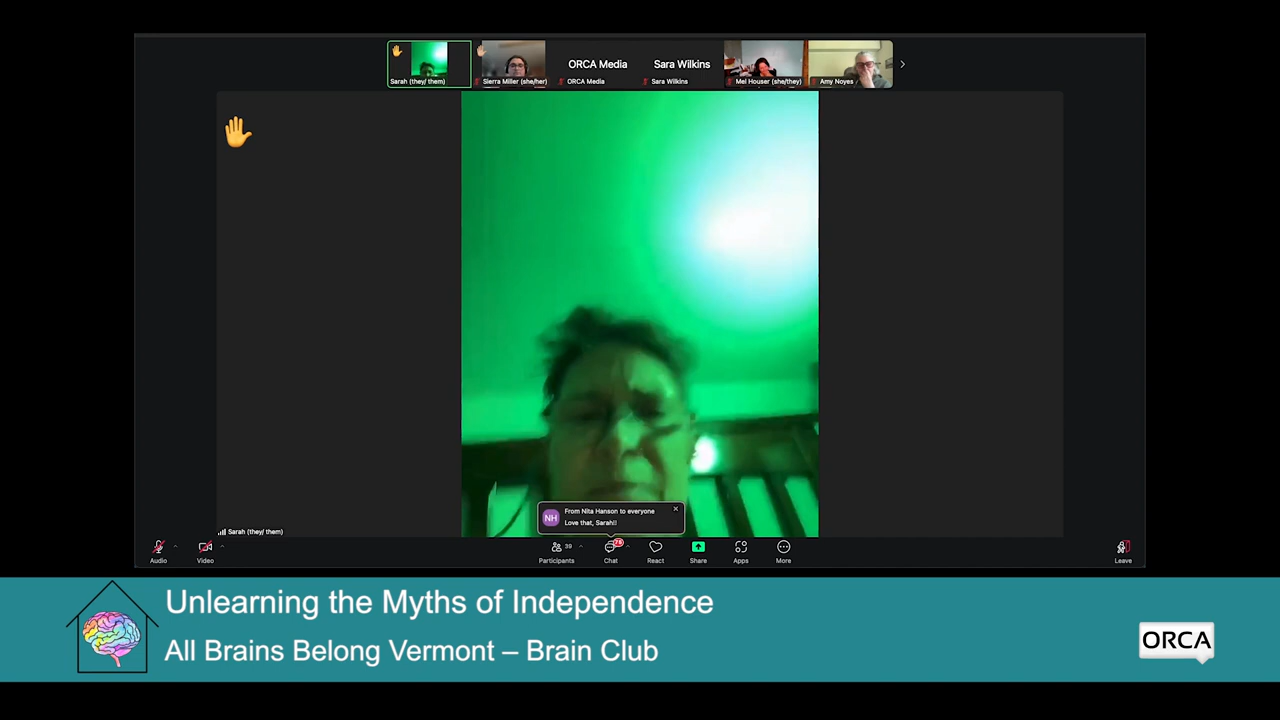 ORCA Media
Sara Wilkins
Sarah (they/ them)
Sierra Miller (she/her)
ORCA Media
Sara Wilkins
Mel Houser (she/they)
Amy Noyes
NH
From Nita Hanson to everyone
Love that, Sarah!!
Sarah (they/ them)
39
75
Audio
Video
Participants
Chat
React
Share
Apps
More
Leave
Unlearning the Myths of Independence
All Brains Belong Vermont – Brain Club
ORCA